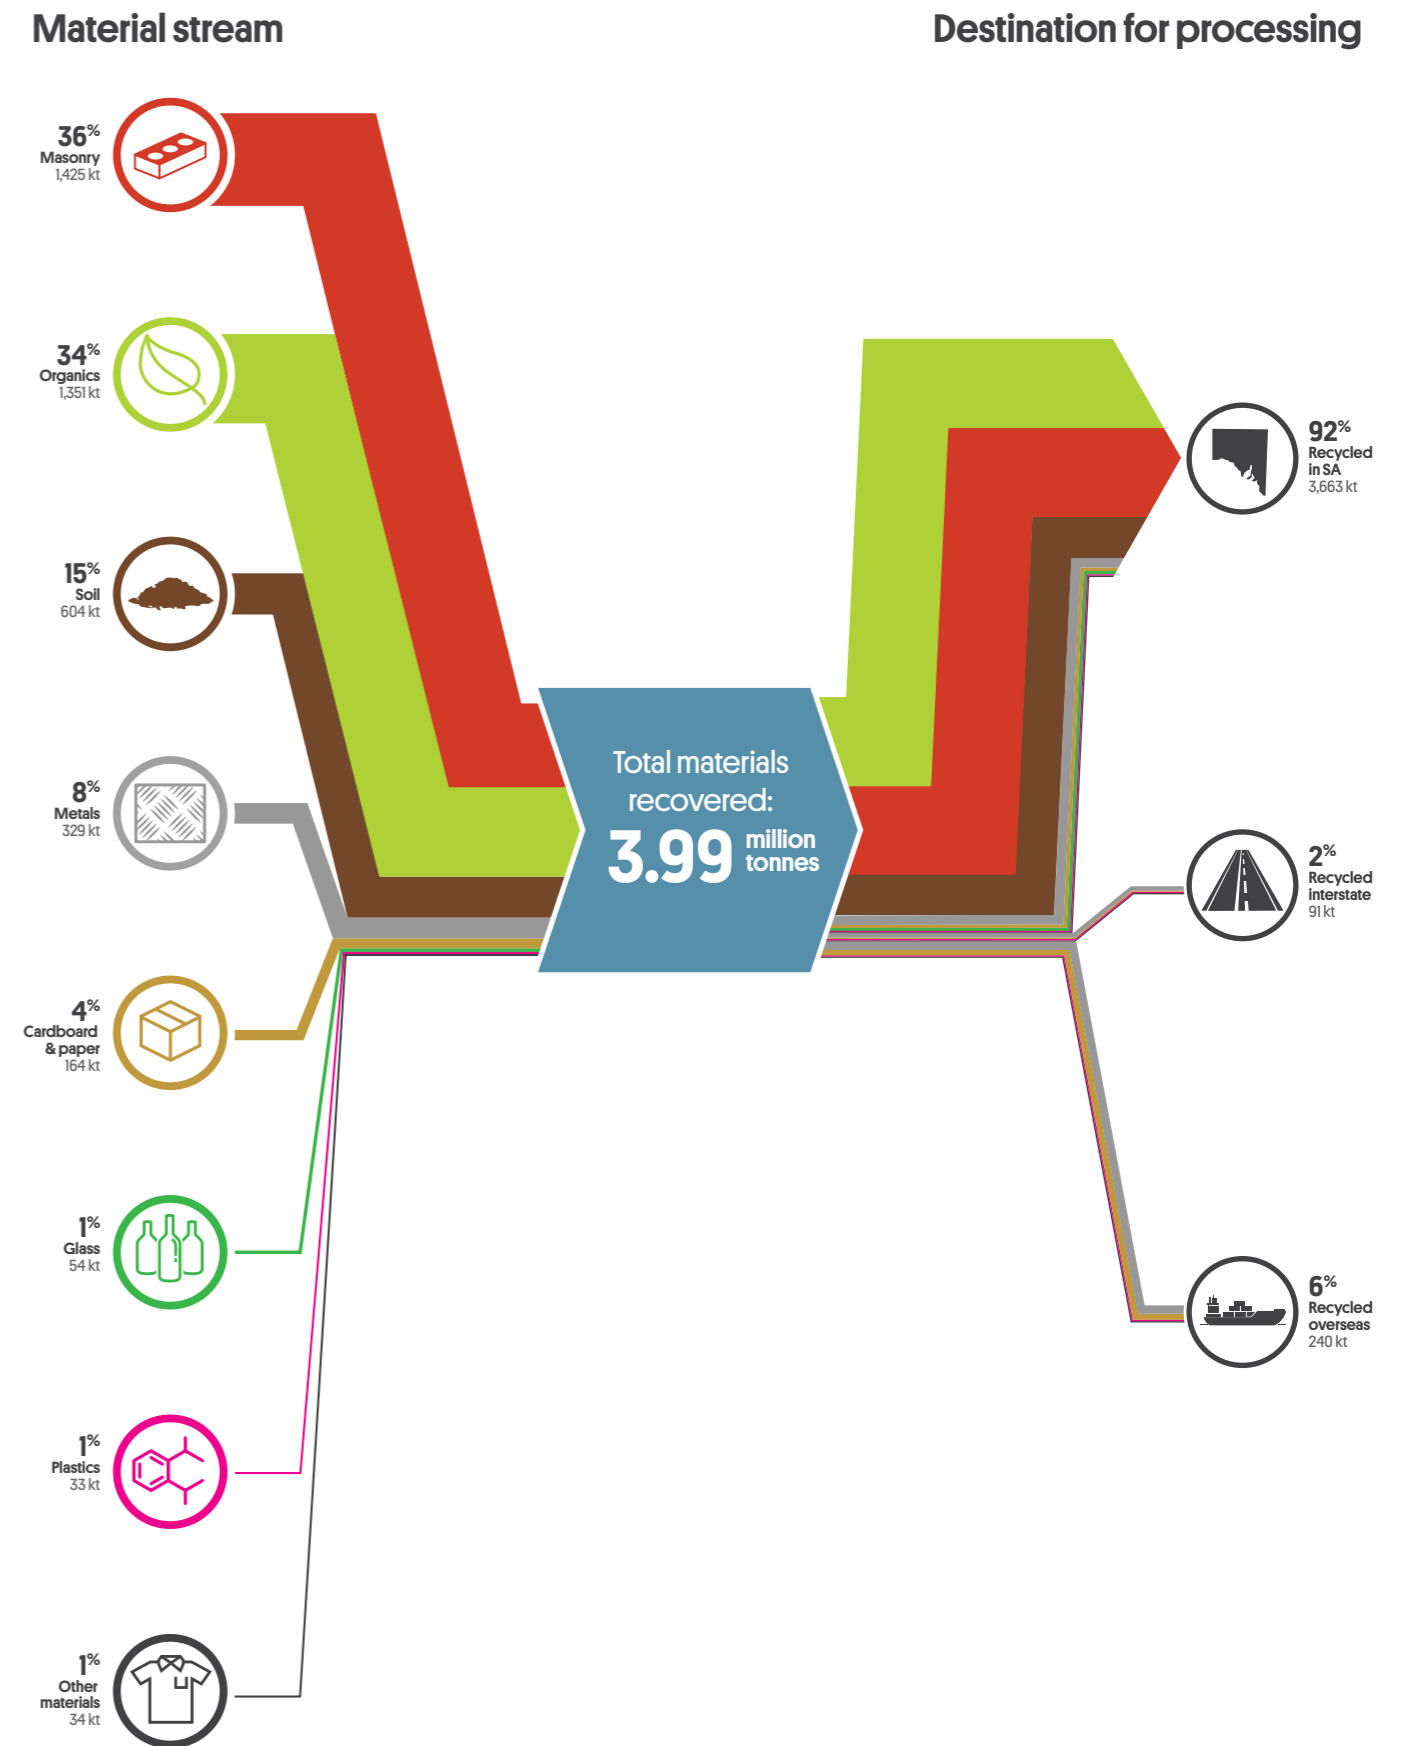 Material stream
Destination for processing
36%
Masonry
1,425 kt
34%
Organics
1,351 kt
15%
Soil
604 kt
8%
Metals
329 kt
4%
Cardboard
& paper
164 kt
1%
Glass
54 kt
1%
Plastics
33 kt
1%
Other
materials
34 kt
Total materials
recovered:
3.99 million
tonnes
92%
Recycled
in SA
3,663 kt
2%
Recycled
interstate
91 kt
6%
Recycled
overseas
240 kt